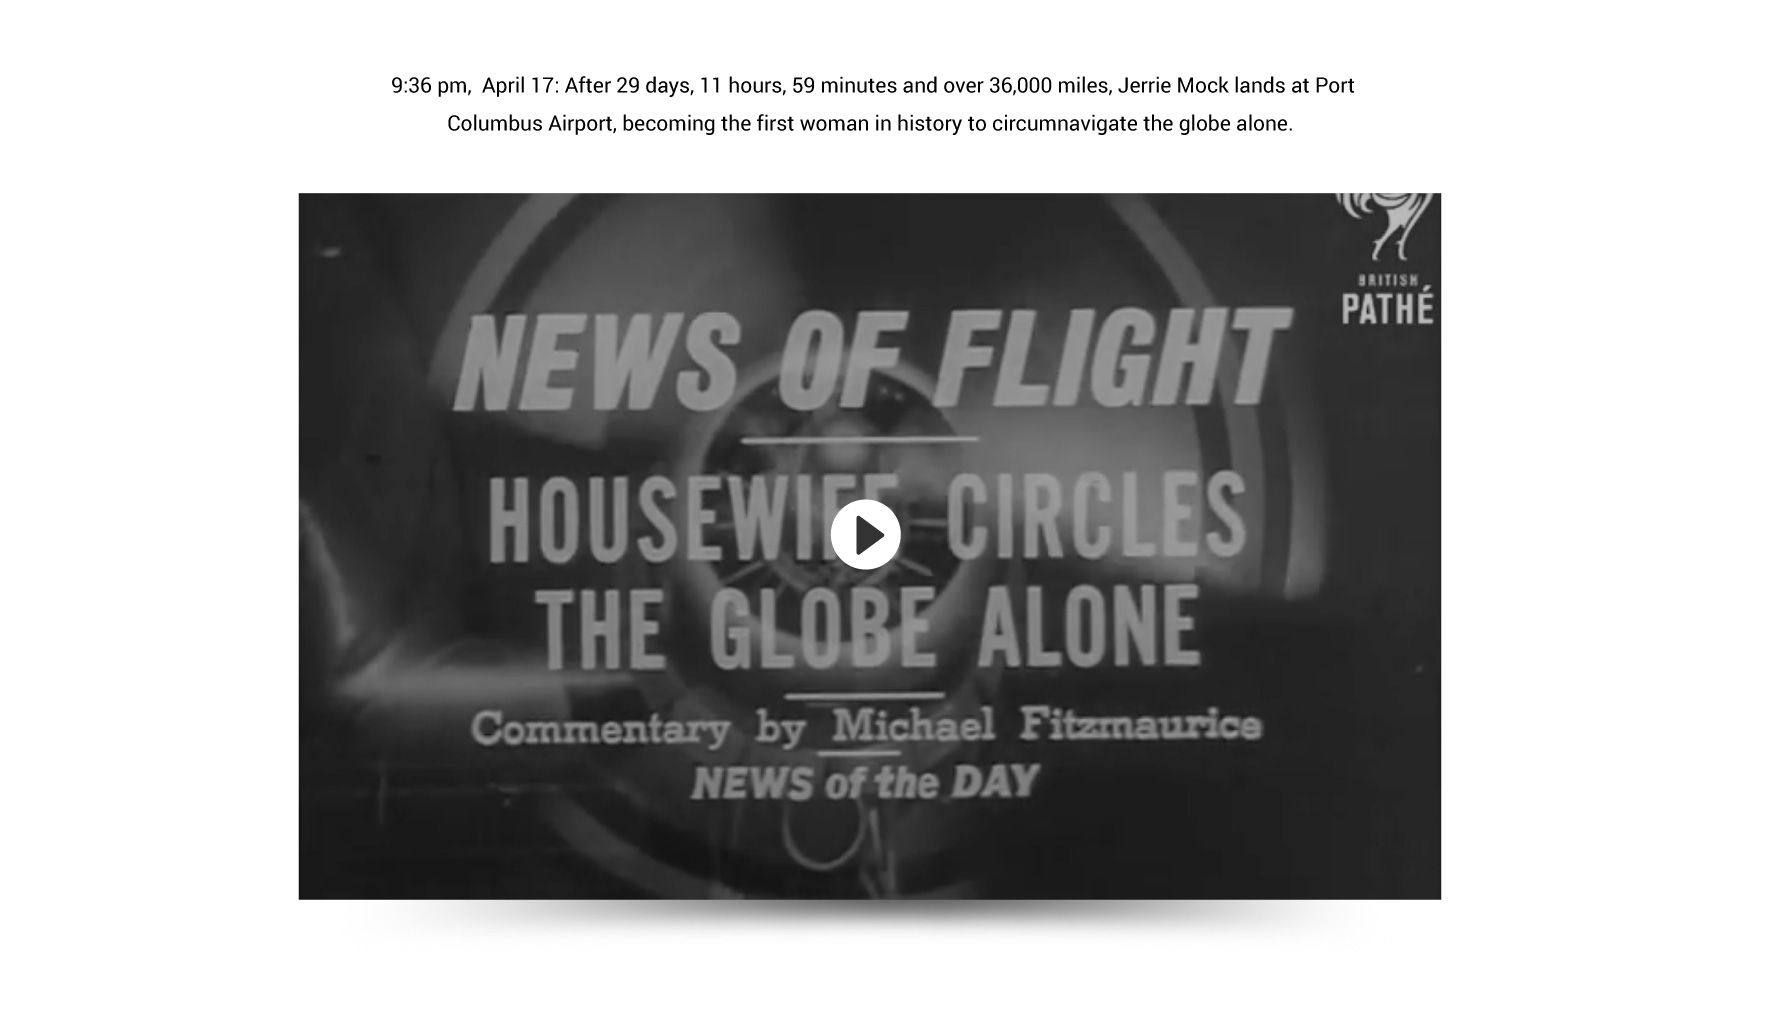 9:36 pm,  April 17: After 29 days, 11 hours, 59 minutes and over 36,000 miles, Jerrie Mock lands at Port
Columbus Airport, becoming the first woman in history to circumnavigate the globe alone.
BRITISH
PATHÉ
NEWS OF FLIGHT
HOUSEWIFE CIRCLES
THE GLOBE ALONE
Commentary by Michael Fitzmaurice
NEWS of the DAY